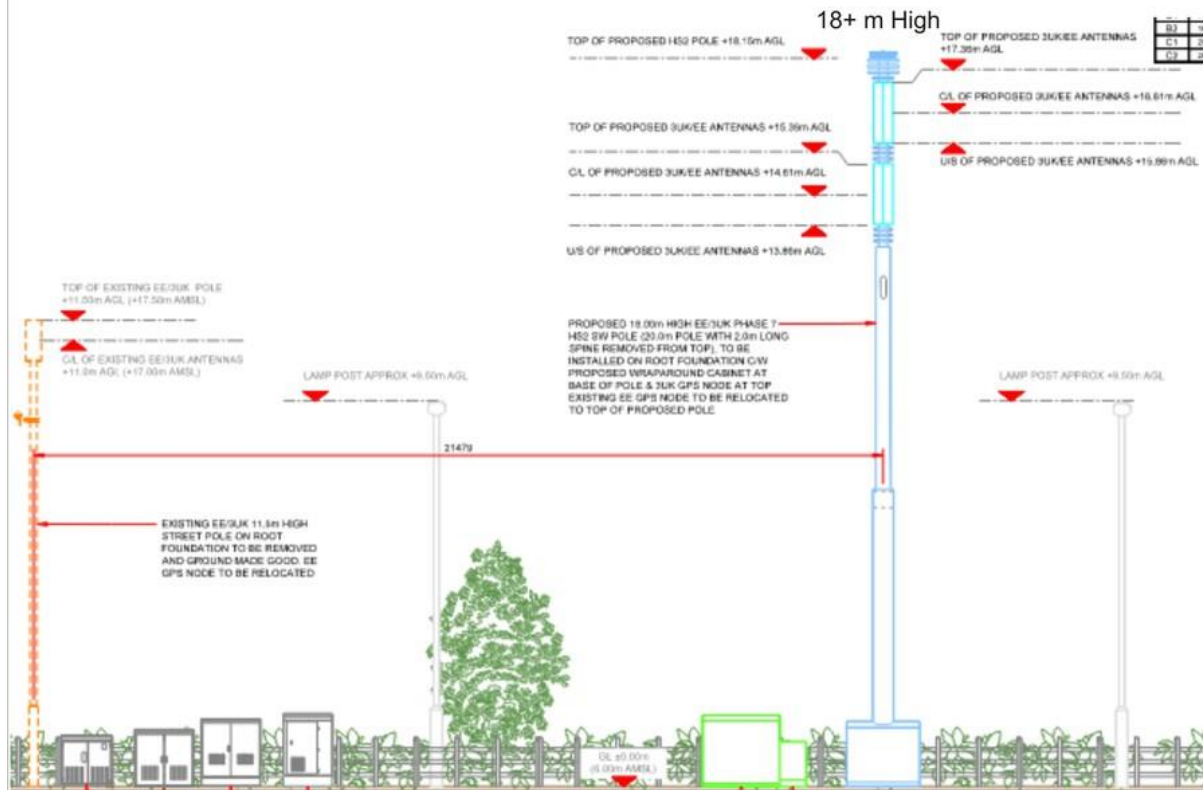 18+ m High
TOP OF PROPOSED HS2 POLE +18.15m AGL
TOP OF PROPOSED 3UK/EE ANTENNAS
+17.36m AGL
B3
C1
C2
C/L OF PROPOSED 3UK/EE ANTENNAS +16.61m AGL
TOP OF PROPOSED 3UK/EE ANTENNAS +15.36m AGL
U/S OF PROPOSED 3UK/EE ANTENNAS +15.86m AGL
C/L OF PROPOSED 3UK/EE ANTENNAS +14.61m AGL
U/S OF PROPOSED 3UK/EE ANTENNAS +13.86m AGL
TOP OF EXISTING EE/3UK POLE
+11.50m AGL (+17.50m AMSL)
C/L OF EXISTING EE/3UK ANTENNAS
+11.0m AGL (+17.00m AMSL)
PROPOSED 18.00m HIGH EE/3UK PHASE 7
HS2 SW POLE (20.0m POLE WITH 2.0m LONG
SPINE REMOVED FROM TOP), TO BE
INSTALLED ON ROOT FOUNDATION C/W
PROPOSED WRAPAROUND CABINET AT
BASE OF POLE & 3UK GPS NODE AT TOP
EXISTING EE GPS NODE TO BE RELOCATED
TO TOP OF PROPOSED POLE
LAMP POST APPROX +9.50m AGL
LAMP POST APPROX +9.50m AGL
21479
EXISTING EE/3UK 11.5m HIGH
STREET POLE ON ROOT
FOUNDATION TO BE REMOVED
AND GROUND MADE GOOD. EE
GPS NODE TO BE RELOCATED
GL ±0.00m
(6.00m AMSL)